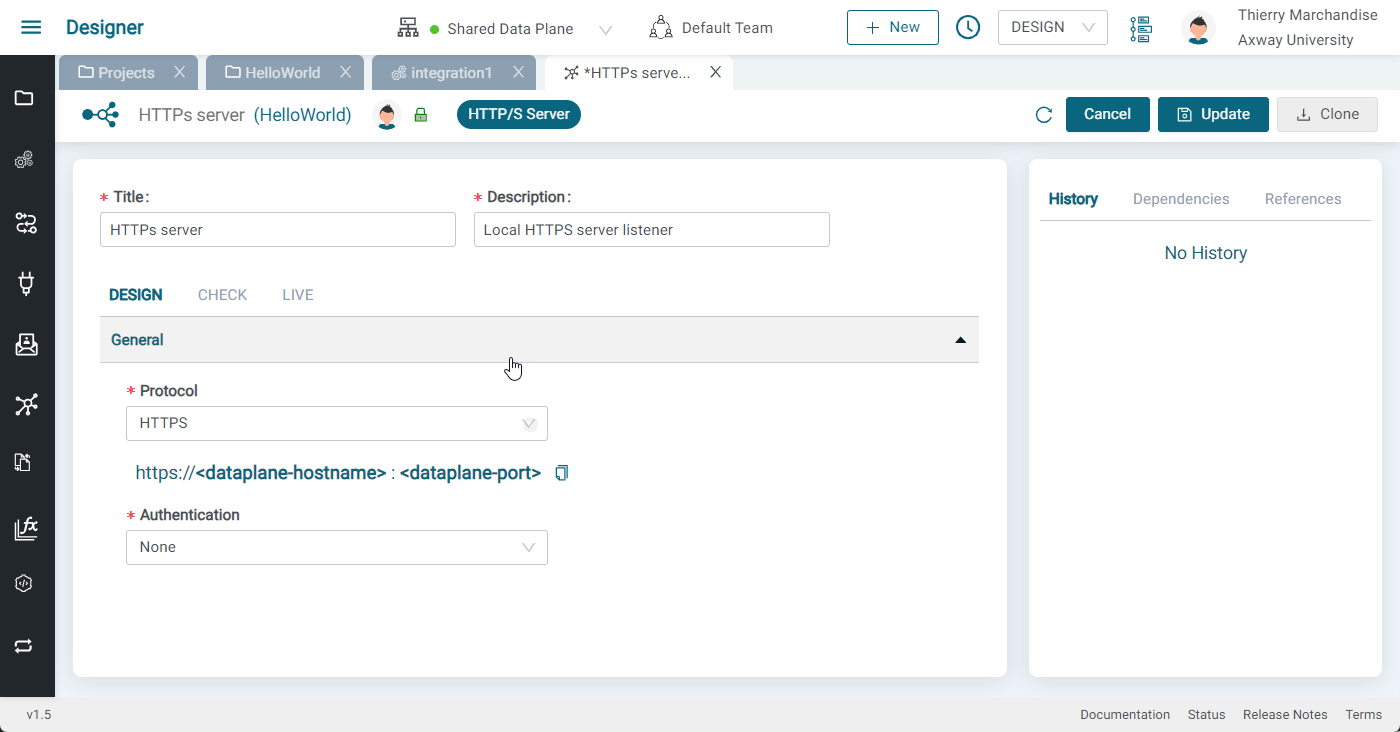 Designer
Shared Data Plane
Default Team
+ New
DESIGN
Thierry Marchandise
Axway University
Projects
HelloWorld
integration1
*HTTPs serve...
HTTPs server (HelloWorld)
HTTP/S Server
Cancel
Update
Clone
* Title:
* Description:
HTTPs server
Local HTTPS server listener
DESIGN
CHECK
LIVE
General
* Protocol
HTTPS
https://<dataplane-hostname> : <dataplane-port>
* Authentication
None
History
Dependencies
References
No History
v1.5
Documentation
Status
Release Notes
Terms